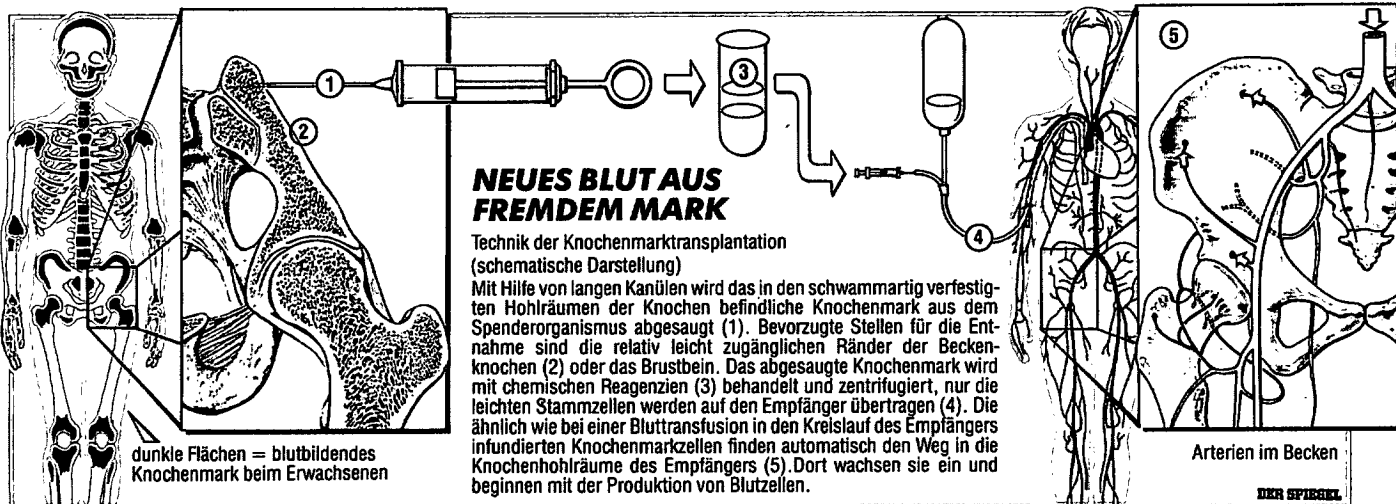 1
2
3
5
NEUES BLUT AUS
FREMDEM MARK
4
Technik der Knochenmarktransplantation
(schematische Darstellung)
Mit Hilfe von langen Kanülen wird das in den schwammartig verfestig-
ten Hohlräumen der Knochen befindliche Knochenmark aus dem
Spenderorganismus abgesaugt (1). Bevorzugte Stellen für die Ent-
nahme sind die relativ leicht zugänglichen Ränder der Becken-
knochen (2) oder das Brustbein. Das abgesaugte Knochenmark wird
mit chemischen Reagenzien (3) behandelt und zentrifugiert, nur die
leichten Stammzellen werden auf den Empfänger übertragen (4). Die
ähnlich wie bei einer Bluttransfusion in den Kreislauf des Empfängers
infundierten Knochenmarkzellen finden automatisch den Weg in die
Knochenhohlräume des Empfängers (5).Dort wachsen sie ein und
beginnen mit der Produktion von Blutzellen.
dunkle Flächen = blutbildendes
Knochenmark beim Erwachsenen
Arterien im Becken
DER SPIEGEL